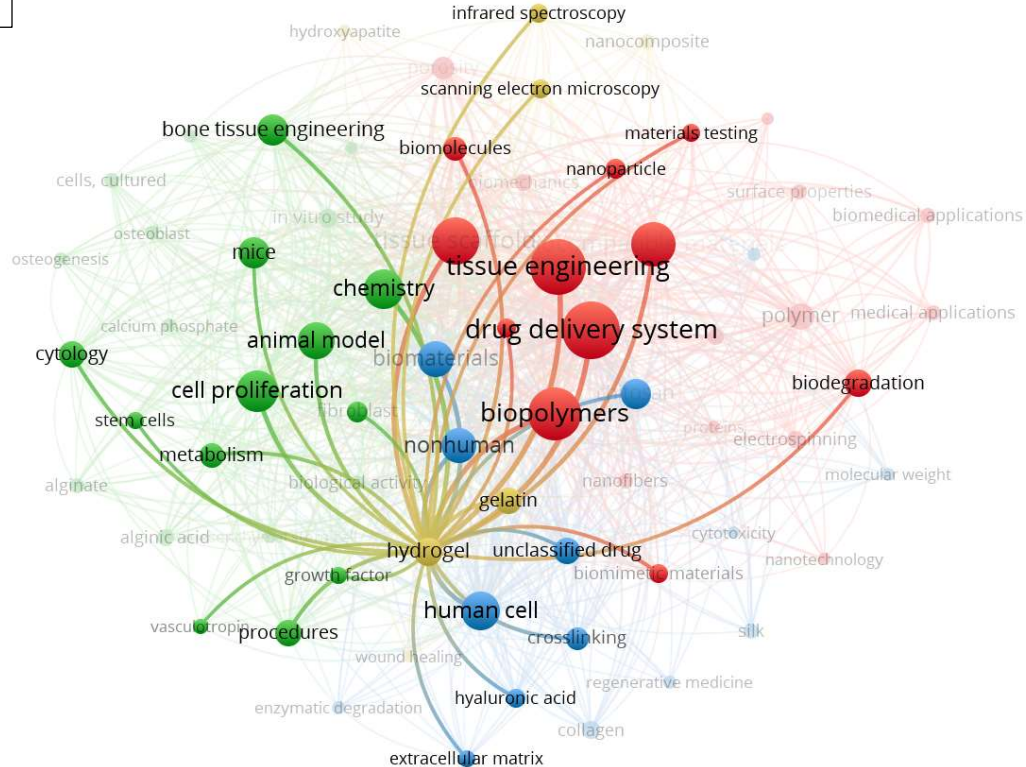 infrared spectroscopy
hydroxyapatite
nanocomposite
porosity
scanning electron microscopy
bone tissue engineering
materials testing
biomolecules
nanoparticle
cells, cultured
biomechanics
surface properties
in vitro study
biomedical applications
osteoblast
tissue scaffold
mice
osteogenesis
tissue engineering
chemistry
polymer
medical applications
calcium phosphate
drug delivery system
animal model
cytology
biomaterials
biodegradation
cell proliferation
fibroblast
biopolymers
stem cells
proteins
electrospinning
nonhuman
metabolism
molecular weight
alginate
biological activity
nanofibers
gelatin
alginic acid
cytotoxicity
hydrogel
unclassified drug
nanotechnology
growth factor
biomimetic materials
human cell
vasculotropin
procedures
crosslinking
silk
wound healing
regenerative medicine
hyaluronic acid
enzymatic degradation
collagen
extracellular matrix